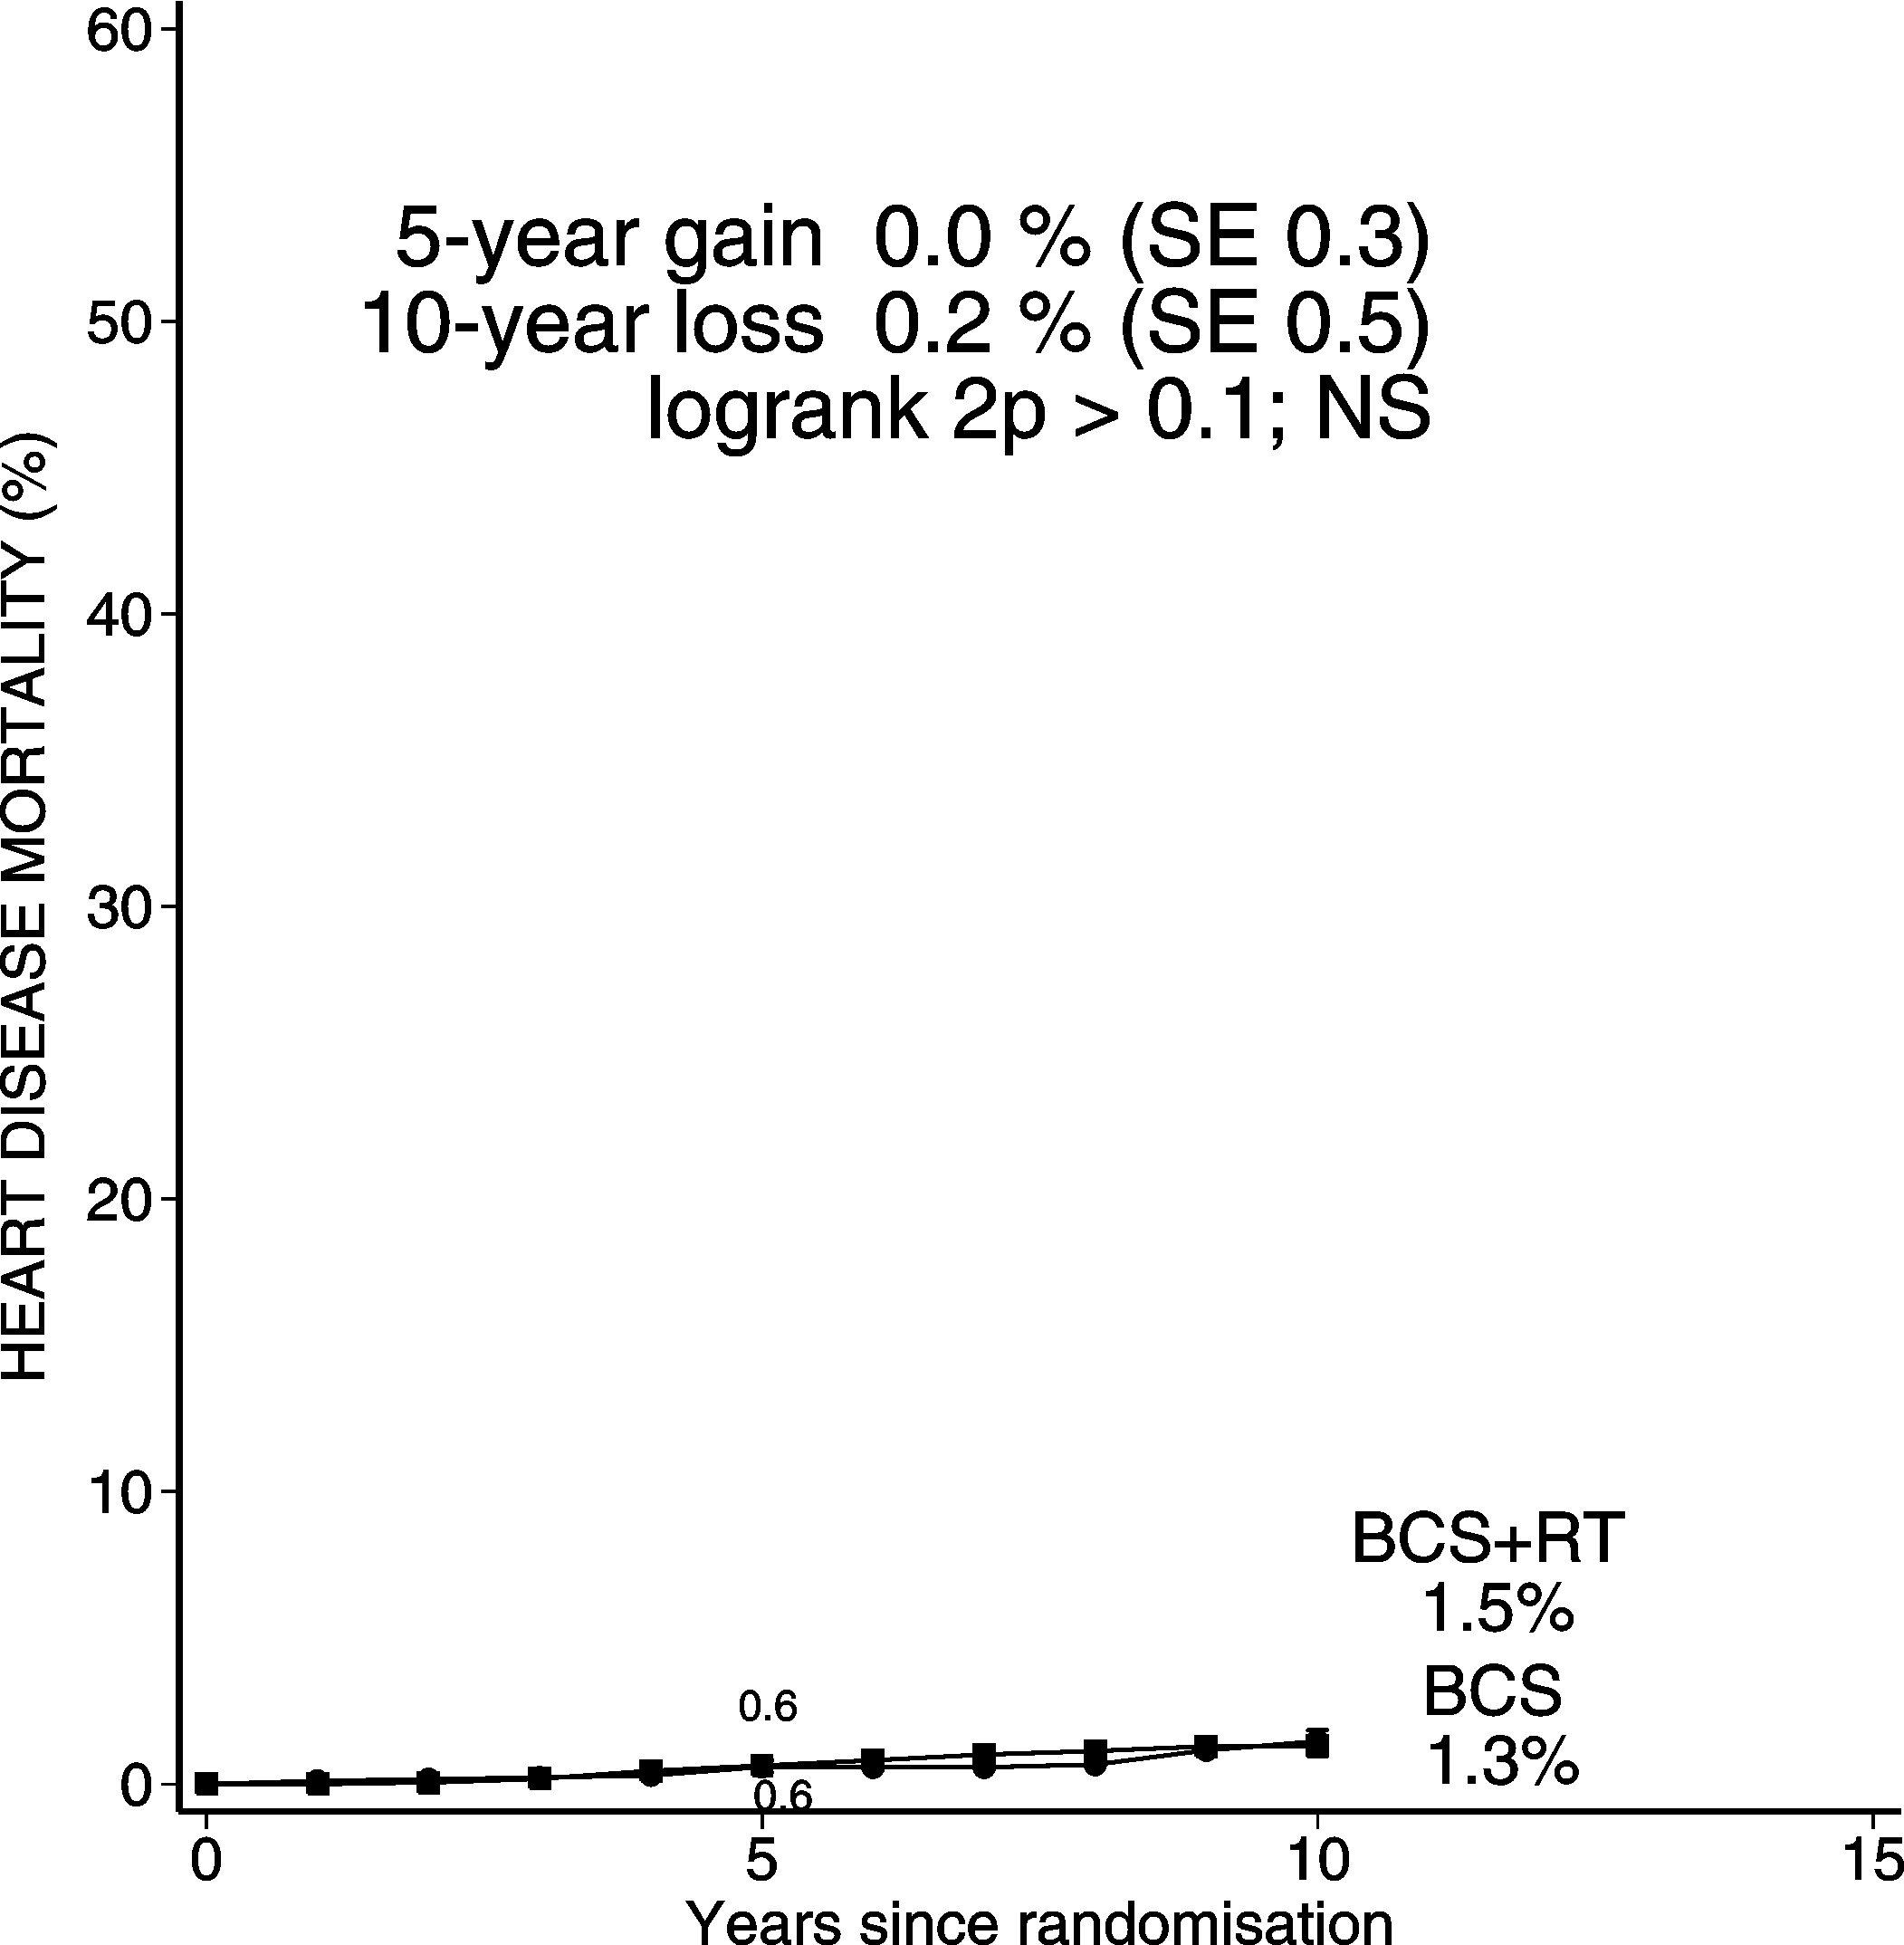 60
5-year gain 0.0 % (SE 0.3)
50
10-year loss 0.2 % (SE 0.5)
logrank 2p > 0.1; NS
HEART DISEASE MORTALITY (%)
40
30
20
10
BCS+RT
1.5%
BCS
1.3%
0.6
0
0.6
0 5 10 15
Years since randomisation